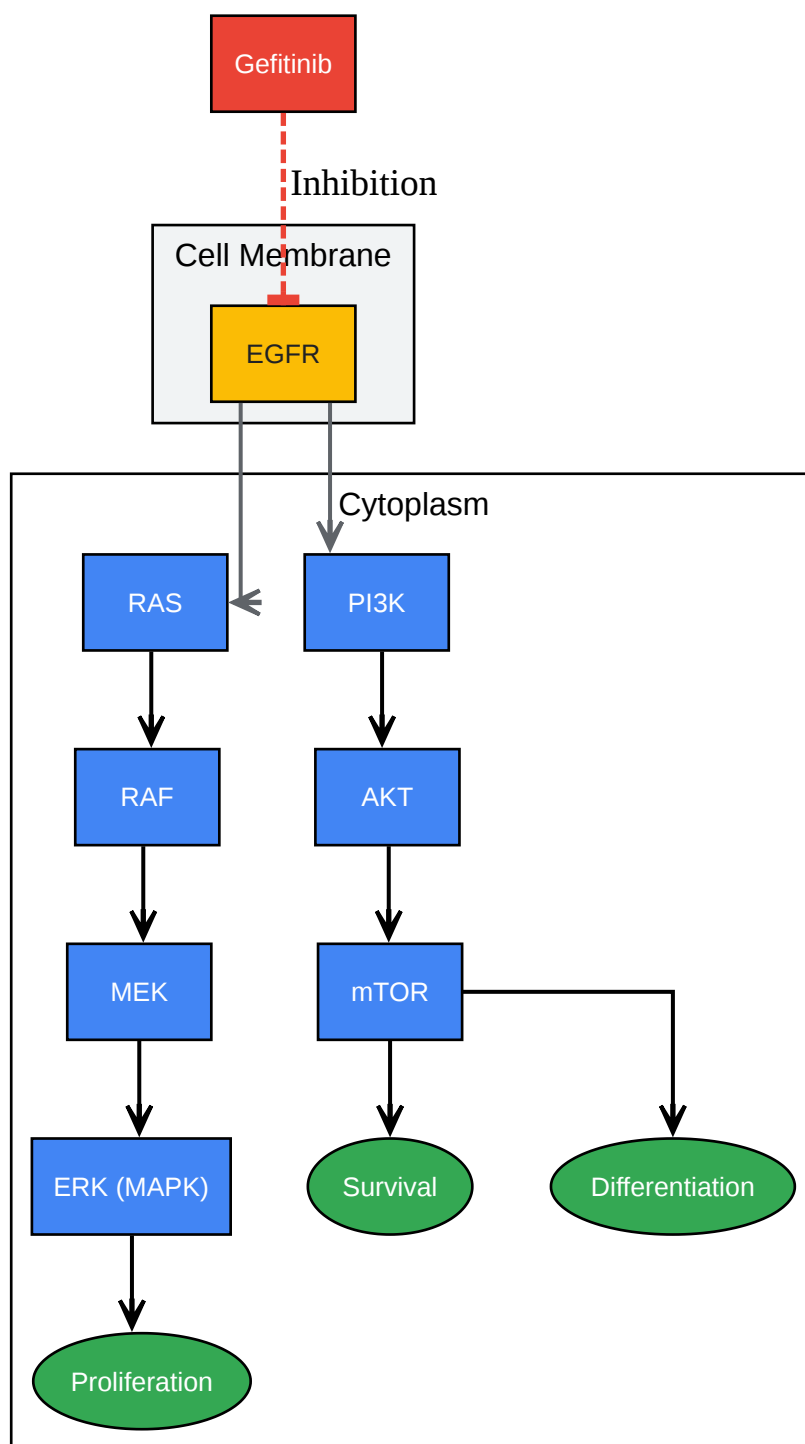 Gefitinib
Inhibition
Cell Membrane
EGFR
Cytoplasm
RAS
PI3K
RAF
AKT
MEK
mTOR
ERK (MAPK)
Survival
Differentiation
Proliferation